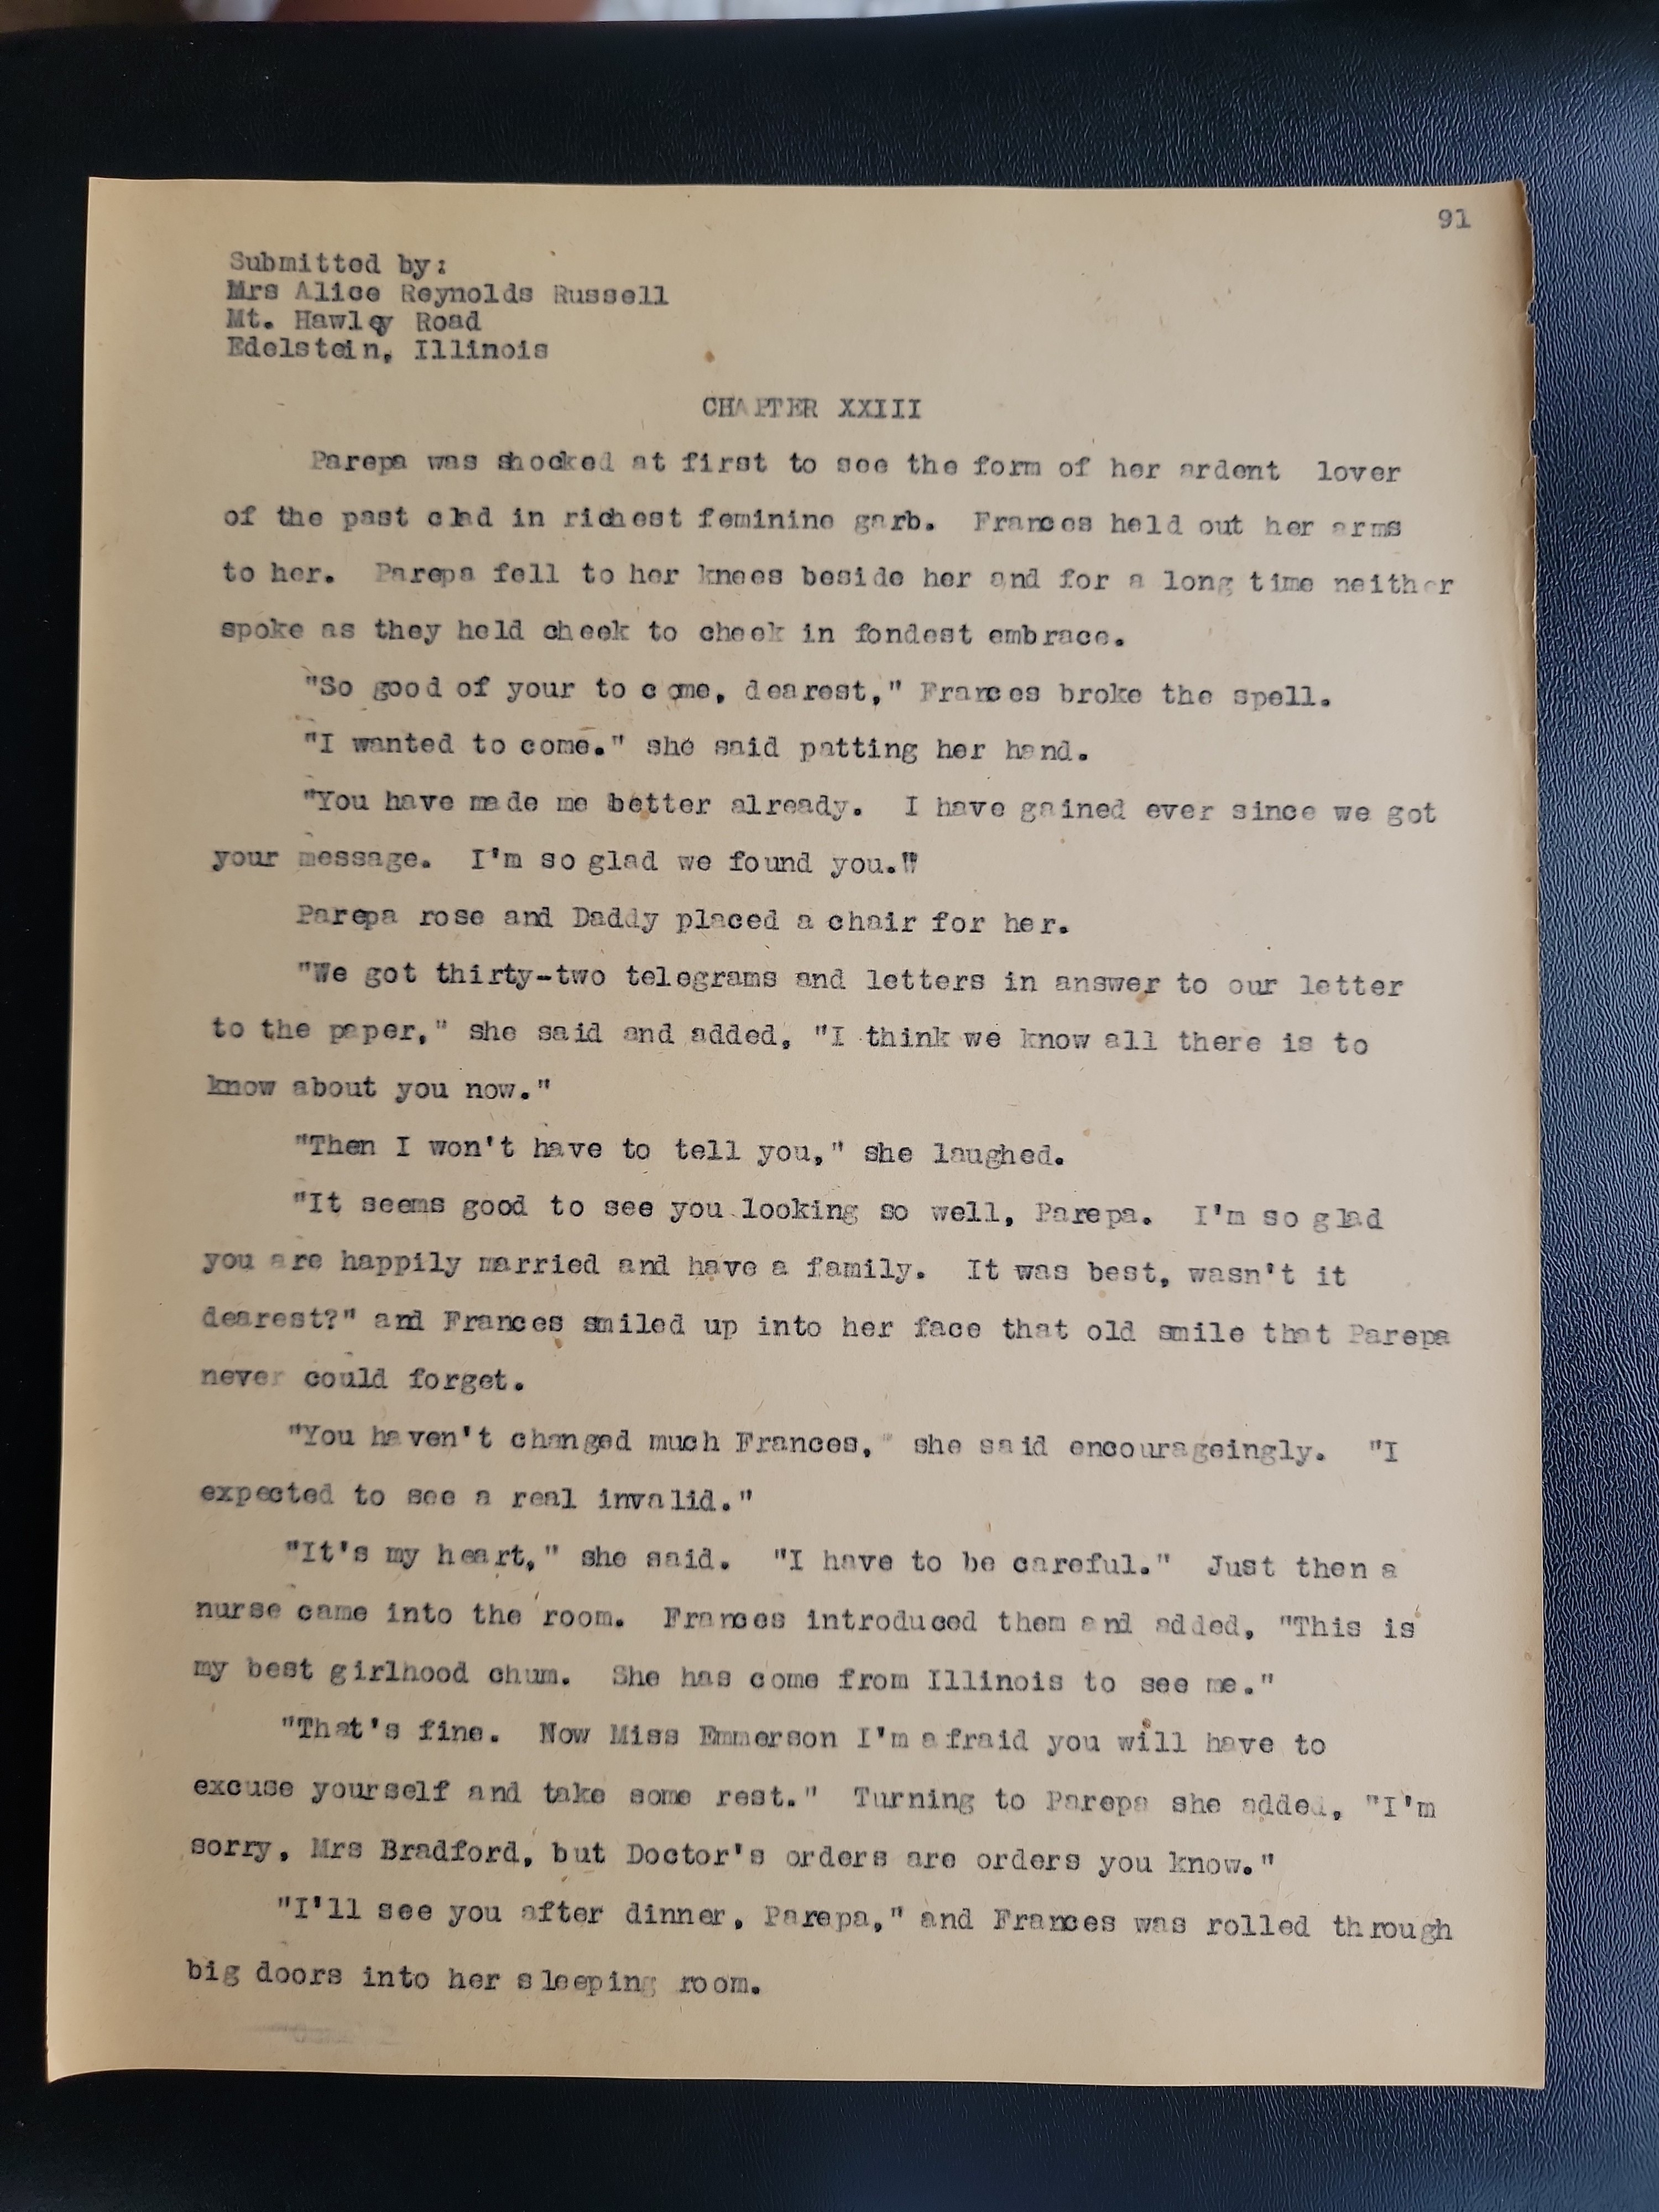 91
Submitted by:
Mrs Alice Reynolds Russell
Mt. Hawley Road
Edelstein, Illinois
CHAPTER XXIII
Parepa was shocked at first to see the form of her ardent lover
of the past clad in richest feminine garb. Frances held out her arms
to her. Parepa fell to her knees beside her and for a long time neither
spoke as they held cheek to cheek in fondest embrace.
"So good of your to come, dearest," Frances broke the spell.
"I wanted to come." she said patting her hand.
"You have made me better already. I have gained ever since we got
your message. I'm so glad we found you."
Parepa rose and Daddy placed a chair for her.
"We got thirty-two telegrams and letters in answer to our letter
to the paper," she said and added, "I think we know all there is to
know about you now."
"Then I won't have to tell you," she laughed.
"It seems good to see you looking so well, Parepa. I'm so glad
you are happily married and have a family. It was best, wasn't it
dearest?" and Frances smiled up into her face that old smile that Parepa
never could forget.
"You haven't changed much Frances," she said encourageingly. "I
expected to see a real invalid."
"It's my heart," she said. "I have to be careful." Just then a
nurse came into the room. Frances introduced them and added, "This is
my best girlhood chum. She has come from Illinois to see me."
"That's fine. Now Miss Emmerson I'm afraid you will have to
excuse yourself and take some rest." Turning to Parepa she added, "I'm
sorry, Mrs Bradford, but Doctor's orders are orders you know."
"I'll see you after dinner, Parepa," and Frances was rolled through
big doors into her sleeping room.